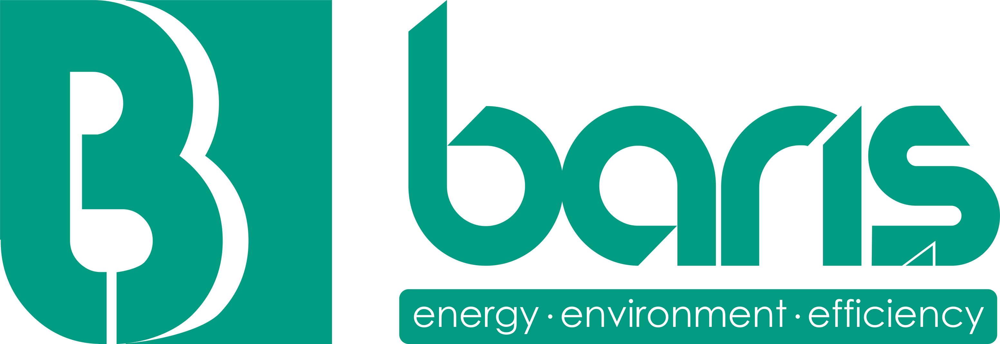 B
baris
energy · environment · efficiency